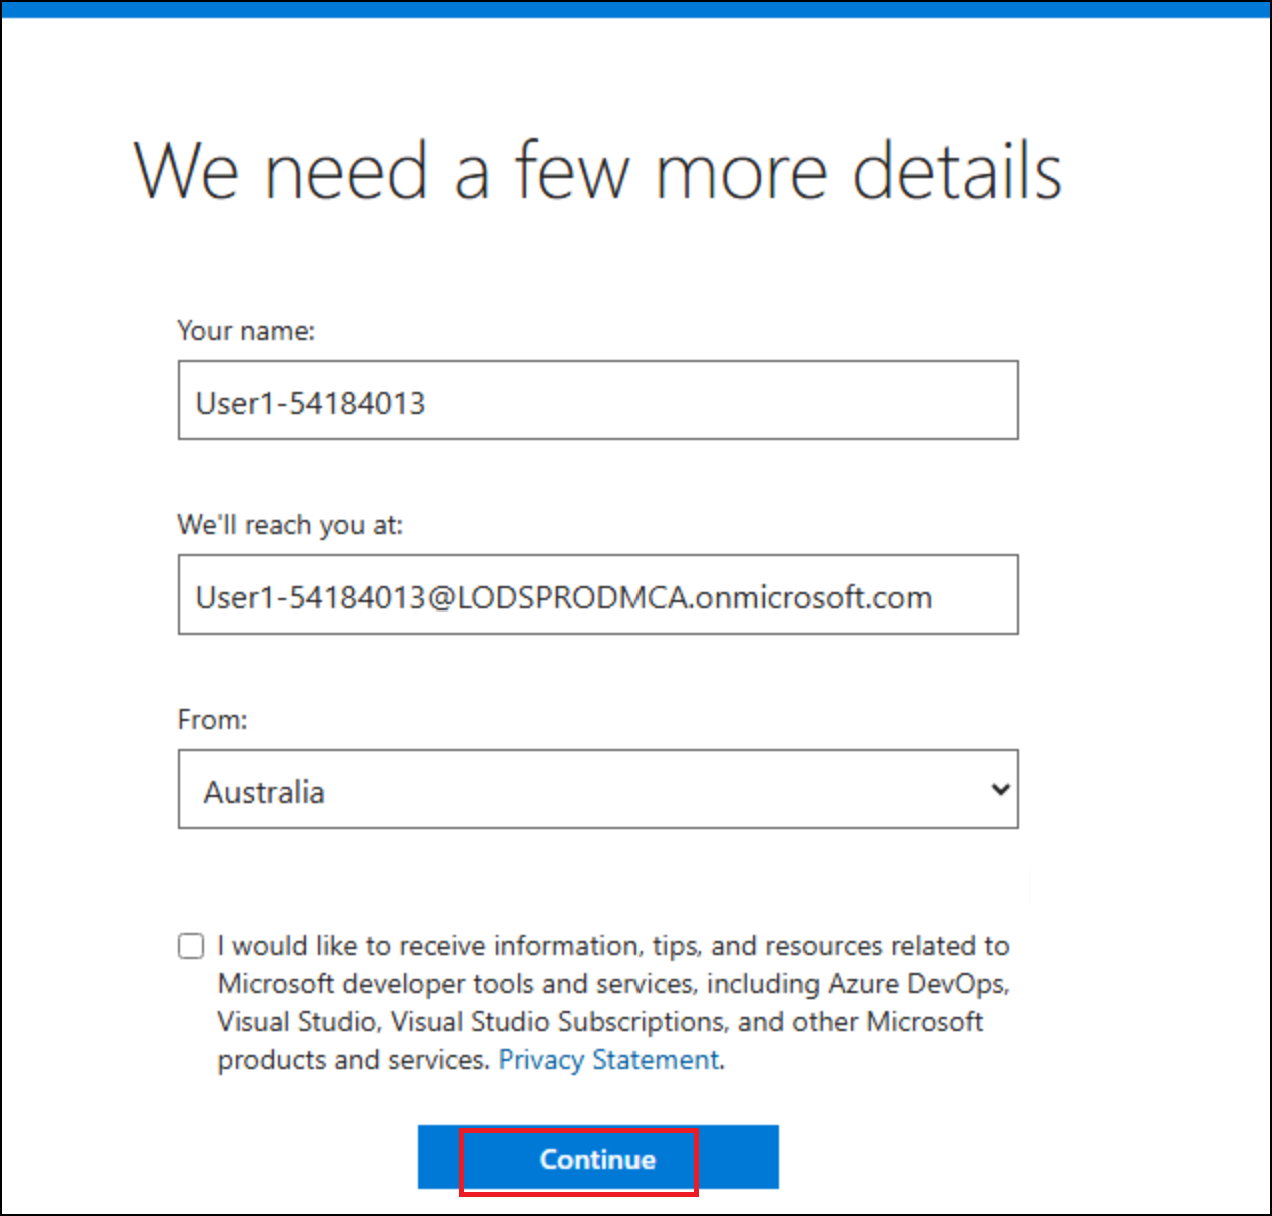 We need a few more details
Your name:
User1-54184013
We'll reach you at:
User1-54184013@LODSPRODMCA.onmicrosoft.com
From:
Australia
I would like to receive information, tips, and resources related to
Microsoft developer tools and services, including Azure DevOps,
Visual Studio, Visual Studio Subscriptions, and other Microsoft
products and services. Privacy Statement.
Continue